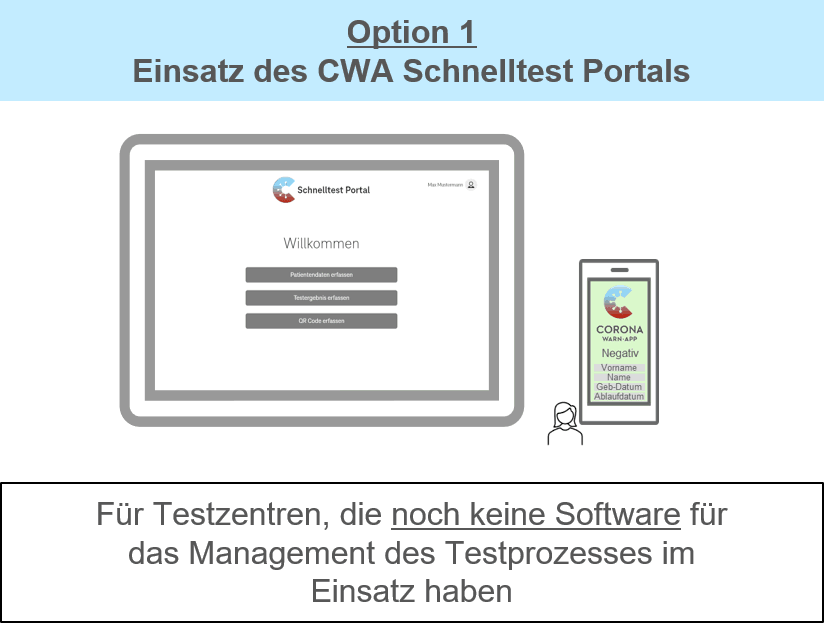 Option 1
Einsatz des CWA Schnelltest Portals
Schnelltest Portal
Max Mustermann
Willkommen
Patientendaten erfassen
Testergebnis erfassen
QR Code erfassen
CORONA
WARN-APP
Negativ
Vorname
Name
Geb-Datum
Ablaufdatum
Für Testzentren, die noch keine Software für
das Management des Testprozesses im
Einsatz haben